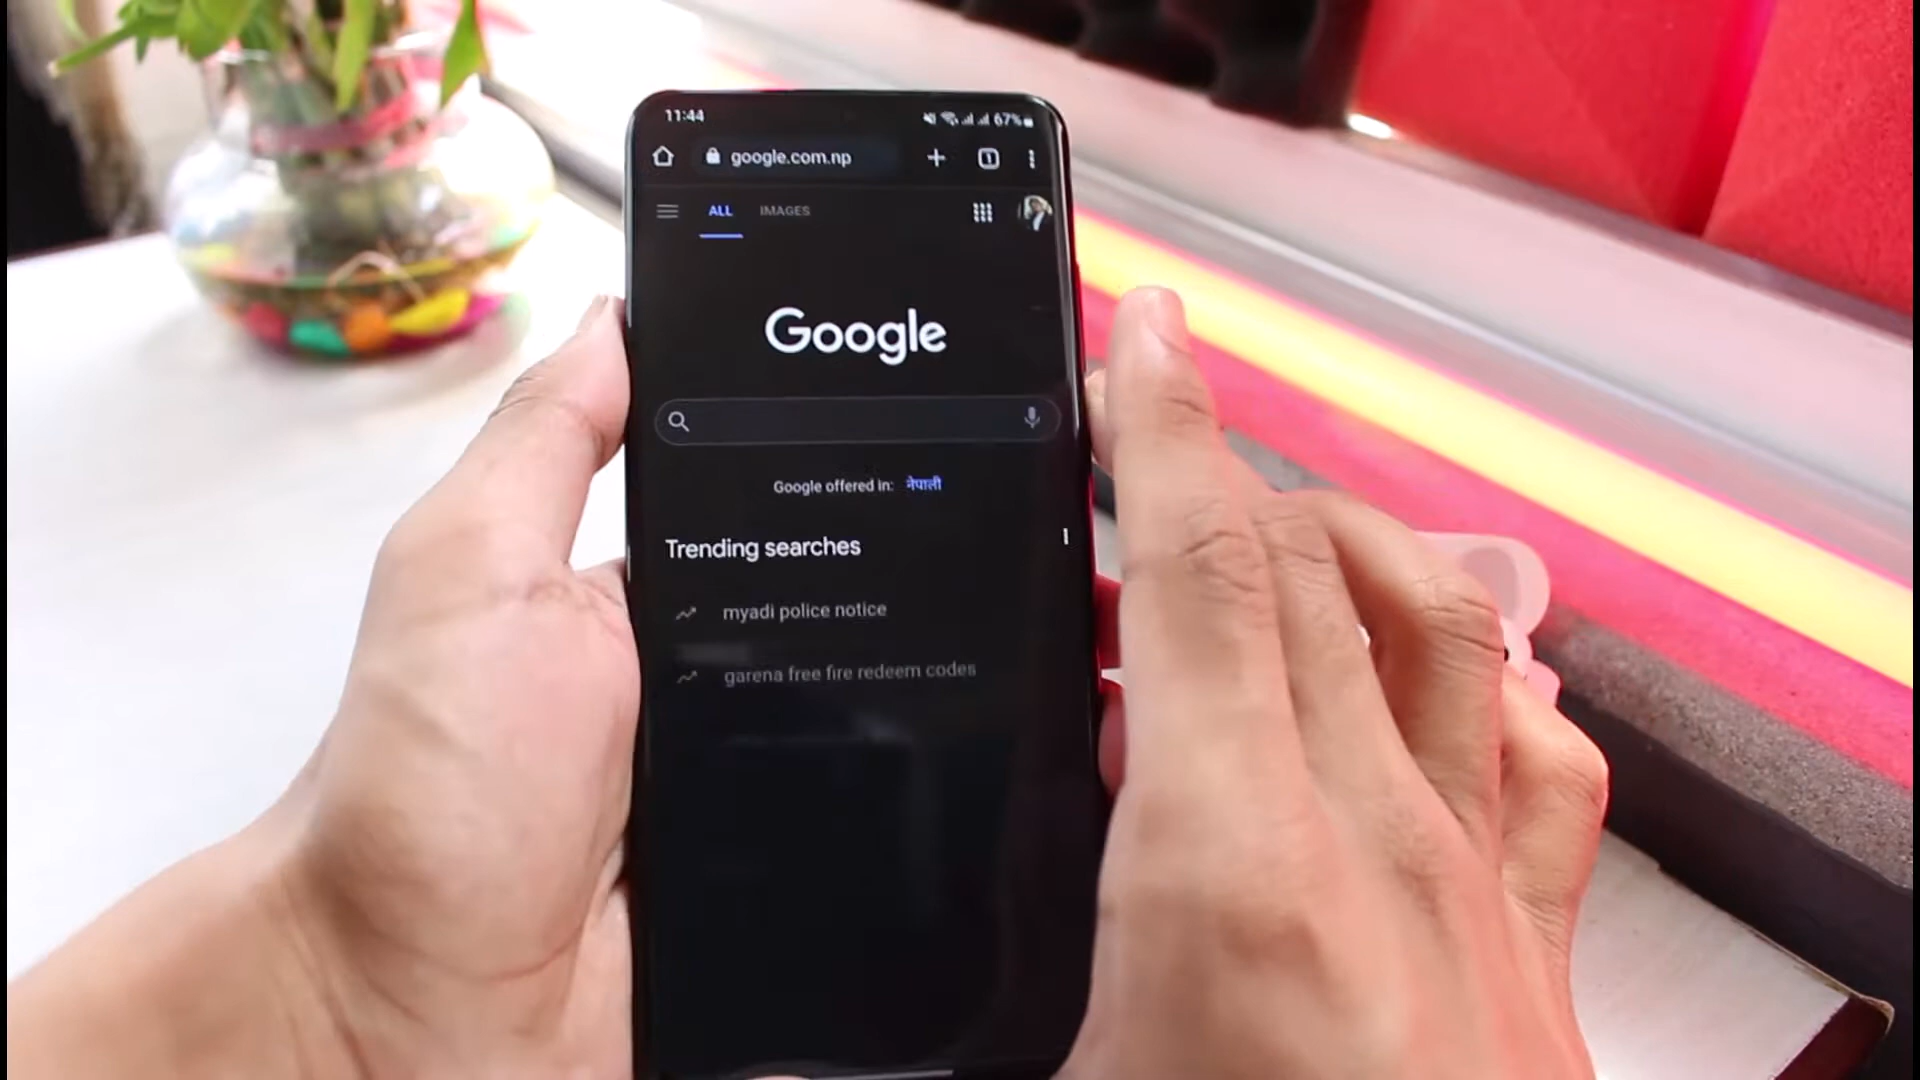 11:44 67%
google.com.np 1
ALL IMAGES
Google
Google offered in: नेपाली
Trending searches
myadi police notice
garena free fire redeem codes